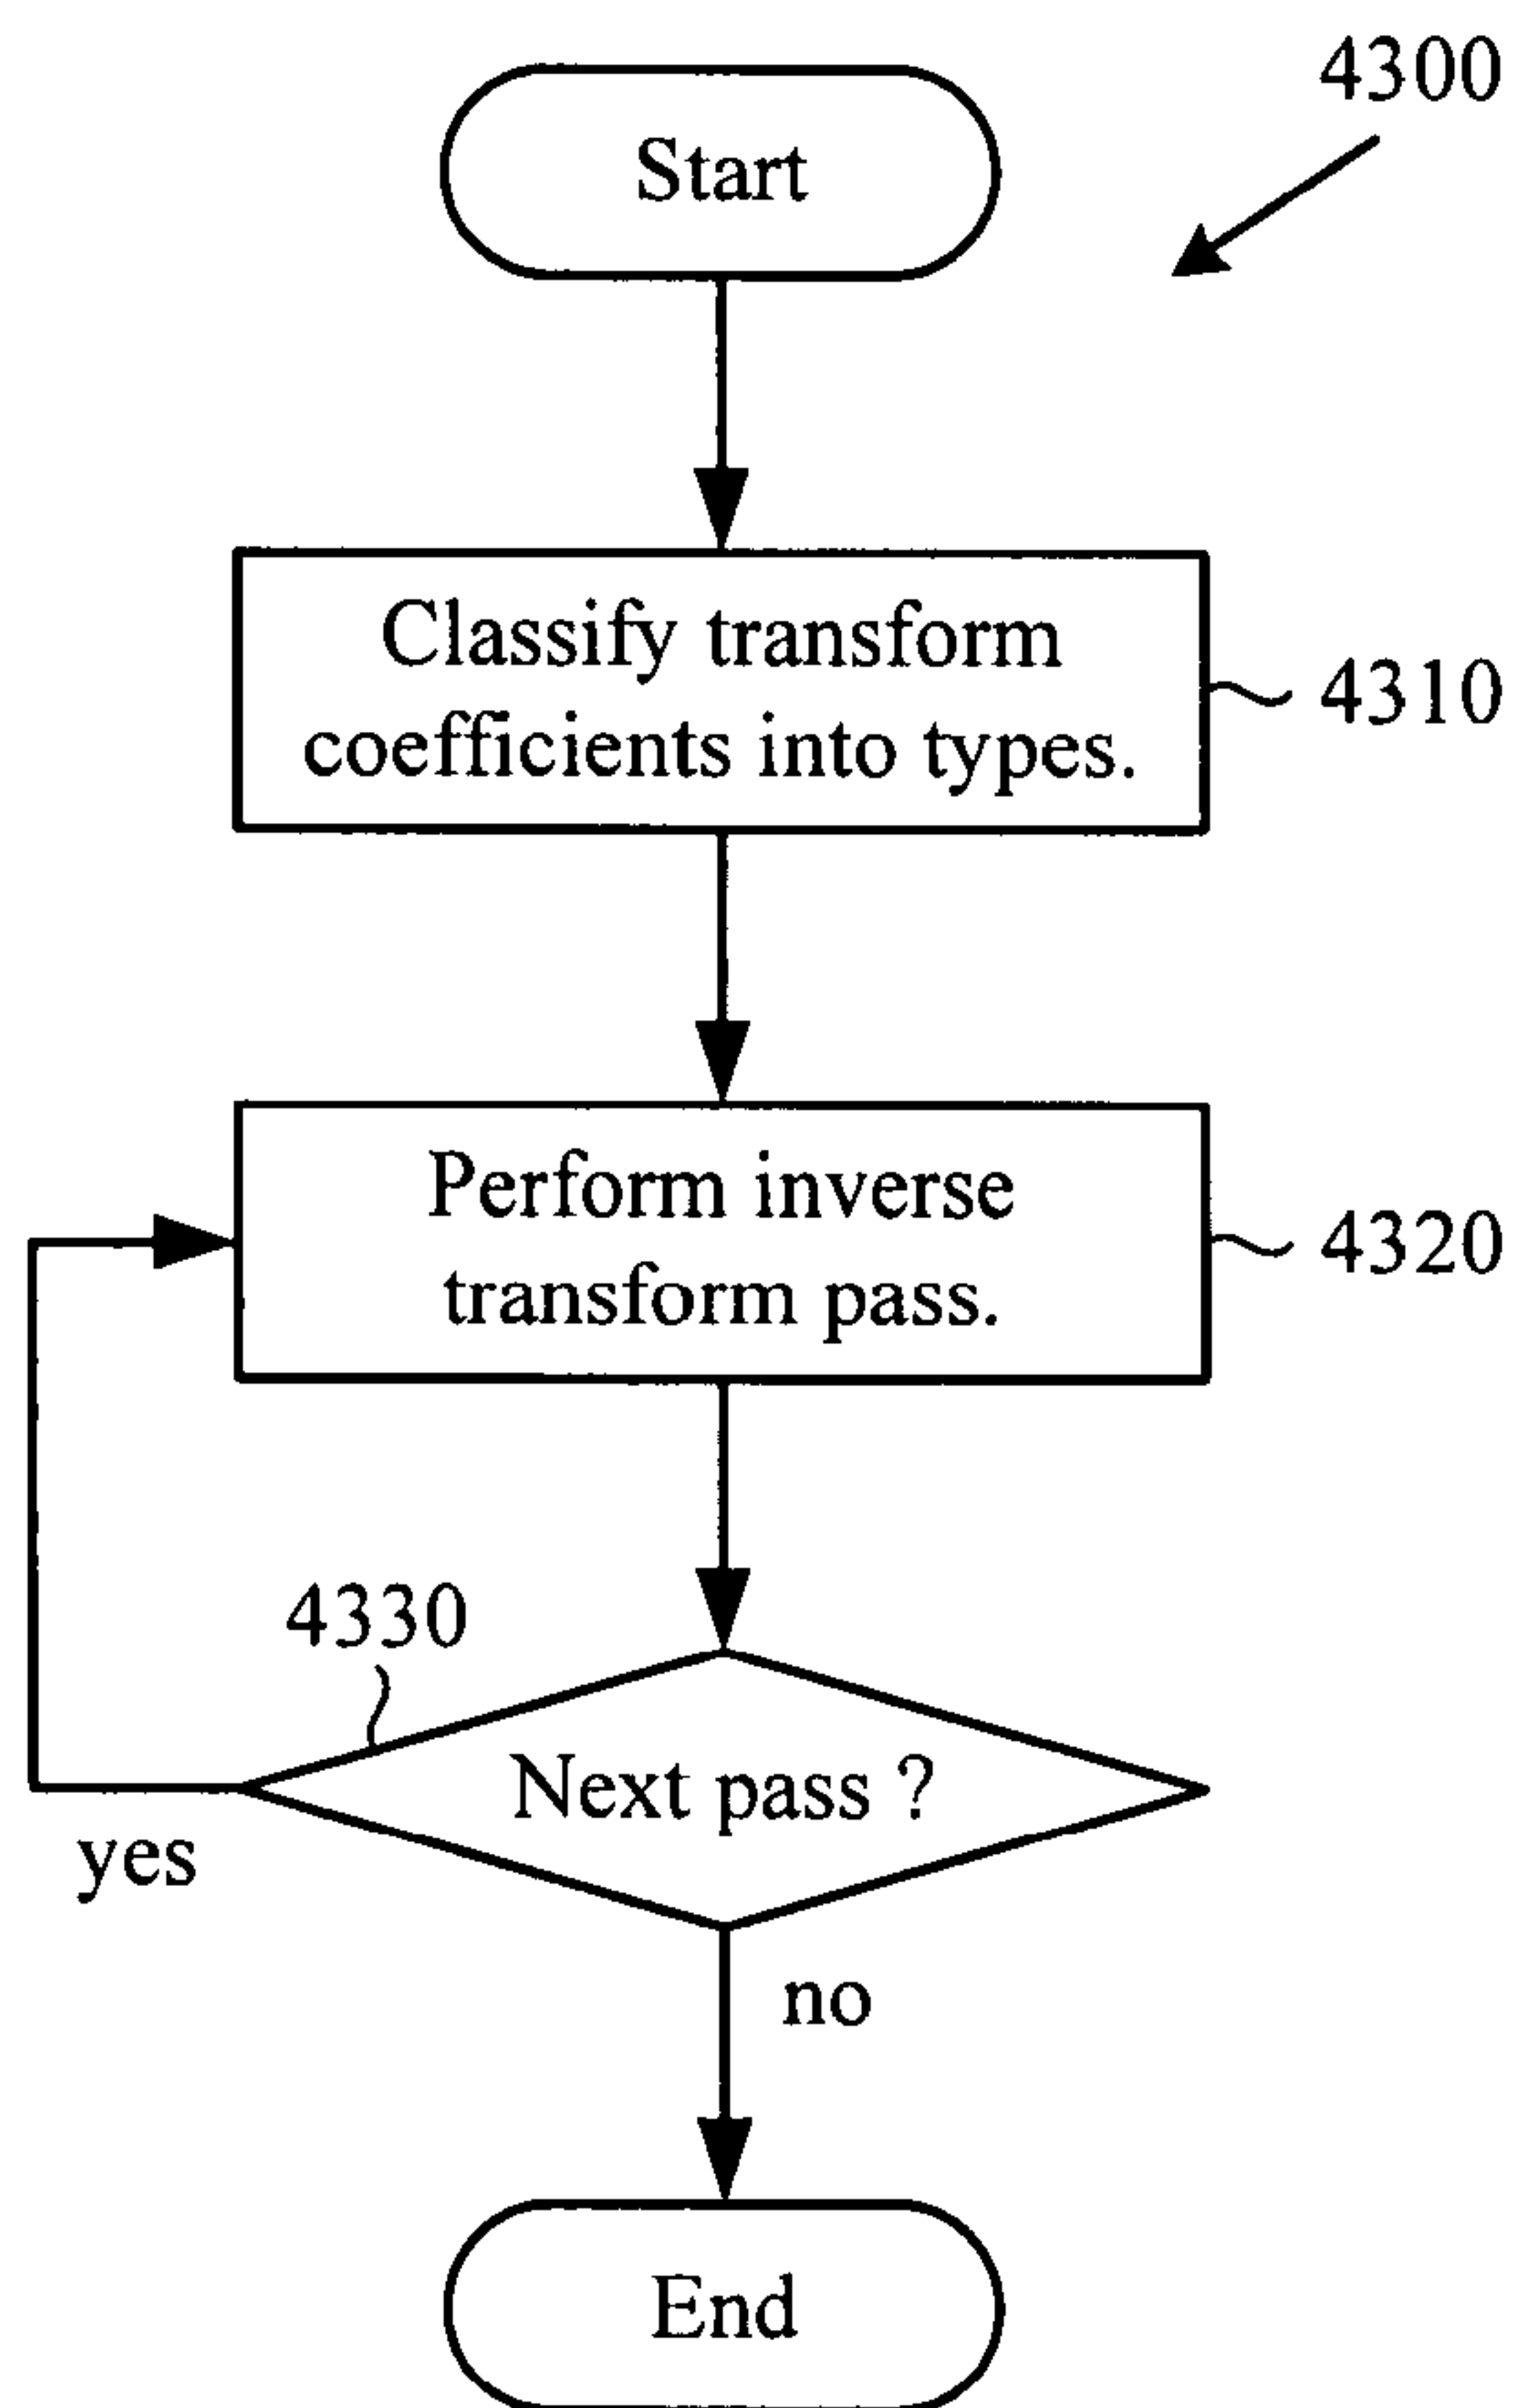 4300
Start
Classify transform
coefficients into types.
4310
Perform inverse
transform pass.
4320
4330
Next pass ?
yes
no
End